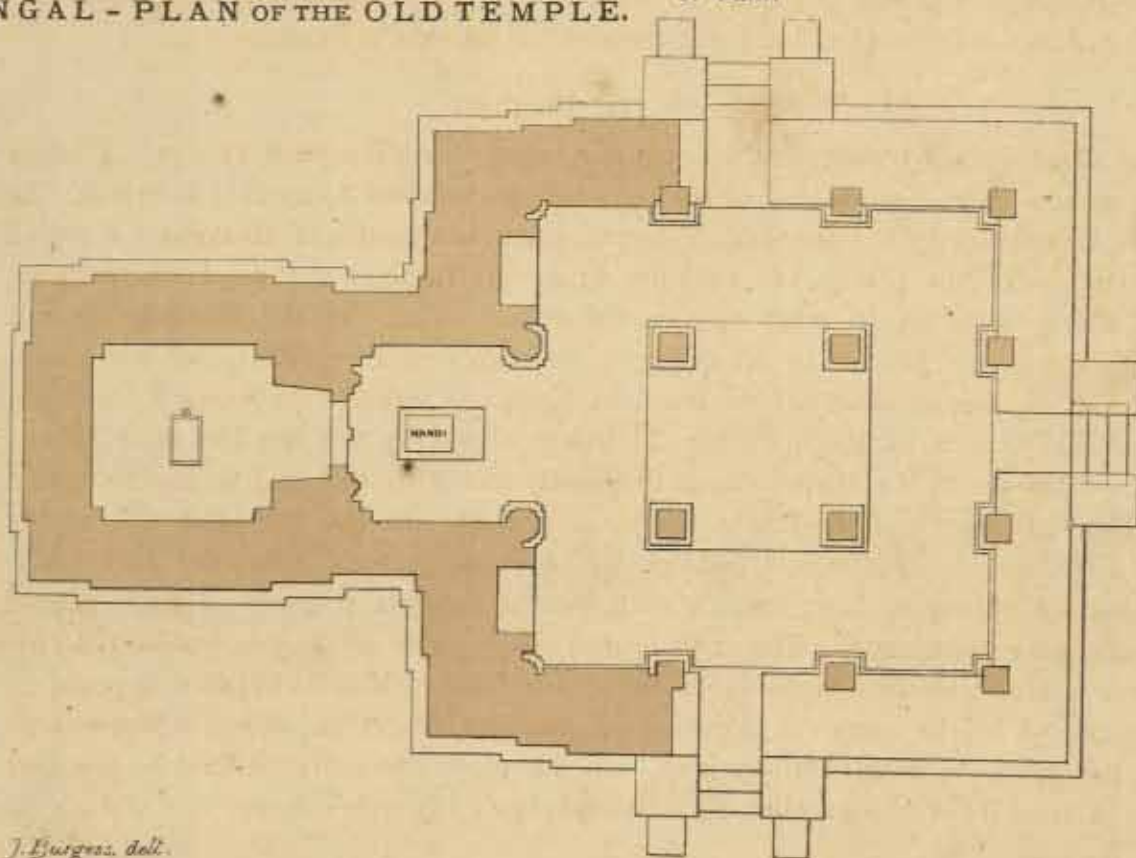 NGAL - PLAN OF THE OLD TEMPLE.
NANDI
J. Burgess, delt.